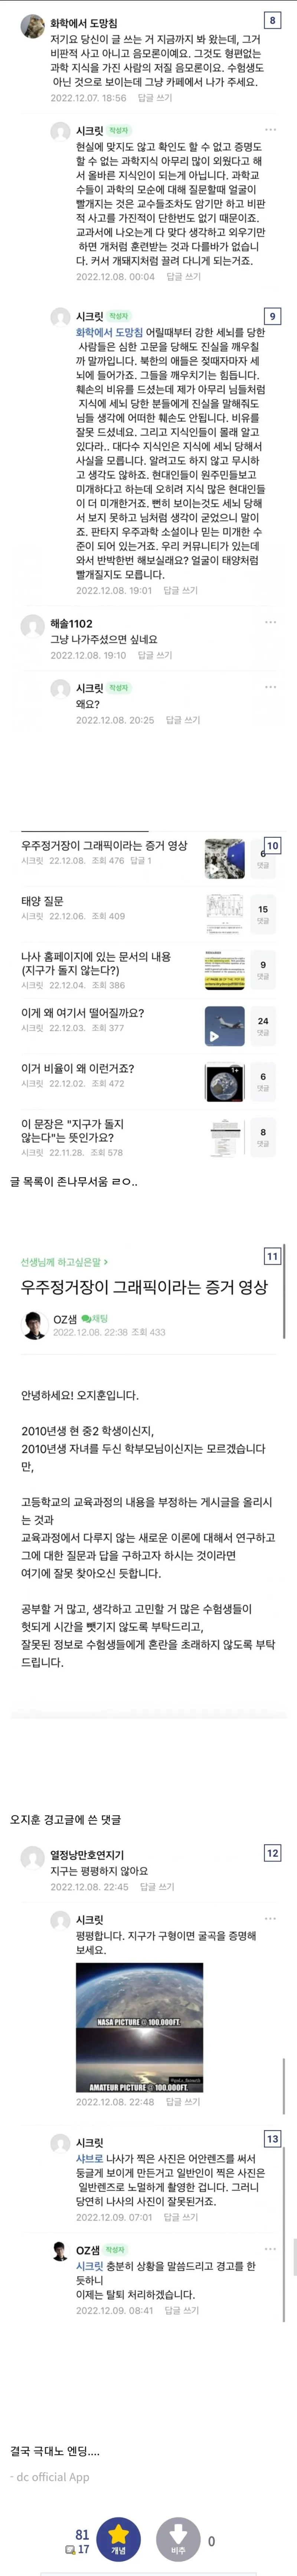 화학에서 도망침
8
저기요 당신이 글 쓰는 거 지금까지 봐 왔는데, 그거
비판적 사고 아니고 음모론이예요. 그것도 형편없는
과학 지식을 가진 사람의 저질 음모론이요. 수험생도
아닌 것으로 보이는데 그냥 카페에서 나가 주세요.
2022.12.07. 18:56 답글 쓰기
시크릿 작성자
현실에 맞지도 않고 확인도 할 수 없고 증명도
할 수 없는 과학지식 아무리 많이 외웠다고 해
서 올바른 지식인이 되는게 아닙니다. 과학교
수들이 과학의 모순에 대해 질문할때 얼굴이
빨개지는 것은 교수들조차도 암기만 하고 비판
적 사고를 가진적이 단한번도 없기 때문이죠.
교과서에 나오는게 다 맞다 생각하고 외우기만
하면 개처럼 훈련받는 것과 다를바가 없습니
다. 커서 개돼지처럼 끌려 다니게 되는거죠.
2022.12.08. 00:04 답글 쓰기
시크릿 작성자
9
화학에서 도망침 어릴때부터 강한 세뇌를 당한
사람들은 심한 고문을 당해도 진실을 깨우칠
까 말까입니다. 북한의 애들은 젖때자마자 세
뇌에 들어가죠. 그들을 깨우치기는 힘듭니다.
훼손의 비유를 드셨는데 제가 아무리 님들처럼
지식에 세뇌 당한 분들에게 진실을 말해줘도
님들 생각에 어떠한 훼손도 안됩니다. 비유를
잘못 드셨네요. 그리고 지식인들이 몰래 알고
있다라.. 대다수 지식인은 지식에 세뇌 당해서
사실을 모릅니다. 알려고도 하지 않고 무시하
고 생각도 않하죠. 현대인들이 원주민들보고
미개하다고 하는데 오히려 지식 많은 현대인들
이 더 미개한거죠. 뻔히 보이는것도 세뇌 당해
서 보지 못하고 님처럼 생각이 굳었으니 말이
죠. 판타지 우주과학 소설이나 믿는 미개한 수
준이 되어 있는거죠. 우리 커뮤니티가 있는데
와서 반박한번 해보실래요? 얼굴이 태양처럼
빨개질지도 모릅니다.
2022.12.08. 19:01 답글 쓰기
해솔1102
그냥 나가주셨으면 싶네요
2022.12.08. 19:10 답글 쓰기
시크릿 작성자
왜요?
2022.12.08. 20:25 답글 쓰기
우주정거장이 그래픽이라는 증거 영상
10
시크릿 22.12.08. 조회 476 답글 1
6
댓글
태양 질문
시크릿 22.12.06. 조회 409
15
댓글
나사 홈페이지에 있는 문서의 내용
(지구가 돌지 않는다?)
시크릿 22.12.04. 조회 386
9
댓글
이게 왜 여기서 떨어질까요?
시크릿 22.12.03. 조회 377
24
댓글
이거 비율이 왜 이런거죠?
시크릿 22.12.02. 조회 472
1+
6
댓글
이 문장은 "지구가 돌지
않는다"는 뜻인가요?
시크릿 22.11.28. 조회 578
8
댓글
글 목록이 존나무서움 ㄹㅇ..
11
선생님께 하고싶은말 >
우주정거장이 그래픽이라는 증거 영상
OZ샘 채팅
2022.12.08. 22:38 조회 433
안녕하세요! 오지훈입니다.
2010년생 현 중2 학생이신지,
2010년생 자녀를 두신 학부모님이신지는 모르겠습니다
만,
고등학교의 교육과정의 내용을 부정하는 게시글을 올리시
는 것과
교육과정에서 다루지 않는 새로운 이론에 대해서 연구하고
그에 대한 질문과 답을 구하고자 하시는 것이라면
여기에 잘못 찾아오신 듯합니다.
공부할 거 많고, 생각하고 고민할 거 많은 수험생들이
헛되게 시간을 뺏기지 않도록 부탁드리고,
잘못된 정보로 수험생들에게 혼란을 초래하지 않도록 부탁
드립니다.
오지훈 경고글에 쓴 댓글
12
열정낭만호연지기
지구는 평평하지 않아요
2022.12.08. 22:45 답글 쓰기
시크릿
평평합니다. 지구가 구형이면 굴곡을 증명해
보세요.
NASA PICTURE @ 100.000FT.
AMATEUR PICTURE @ 100.000FT.
2022.12.08. 22:48 답글 쓰기
13
시크릿
샤브로 나사가 찍은 사진은 어안렌즈를 써서
둥글게 보이게 만든거고 일반인이 찍은 사진은
일반렌즈로 노멀하게 촬영한 겁니다. 그러니
당연히 나사의 사진이 잘못된거죠.
2022.12.09. 07:01 답글 쓰기
OZ샘 작성자
시크릿 충분히 상황을 말씀드리고 경고를 한
듯하니
이제는 탈퇴 처리하겠습니다.
2022.12.09. 08:41 답글 쓰기
결국 극대노 엔딩....
- dc official App
81
17
개념
비추
0